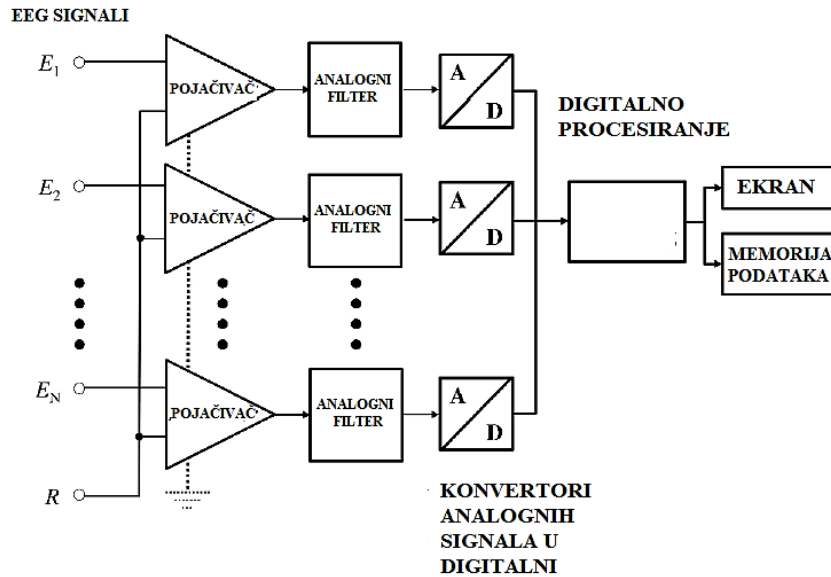 EEG SIGNALI
E1
POJAČIVAČ
ANALOGNI
FILTER
A
D
DIGITALNO
PROCESIRANJE
E2
POJAČIVAČ
ANALOGNI
FILTER
A
D
EKRAN
MEMORIJA
PODATAKA
EN
POJAČIVAČ
ANALOGNI
FILTER
A
D
R
KONVERTORI
ANALOGNIH
SIGNALA U
DIGITALNI